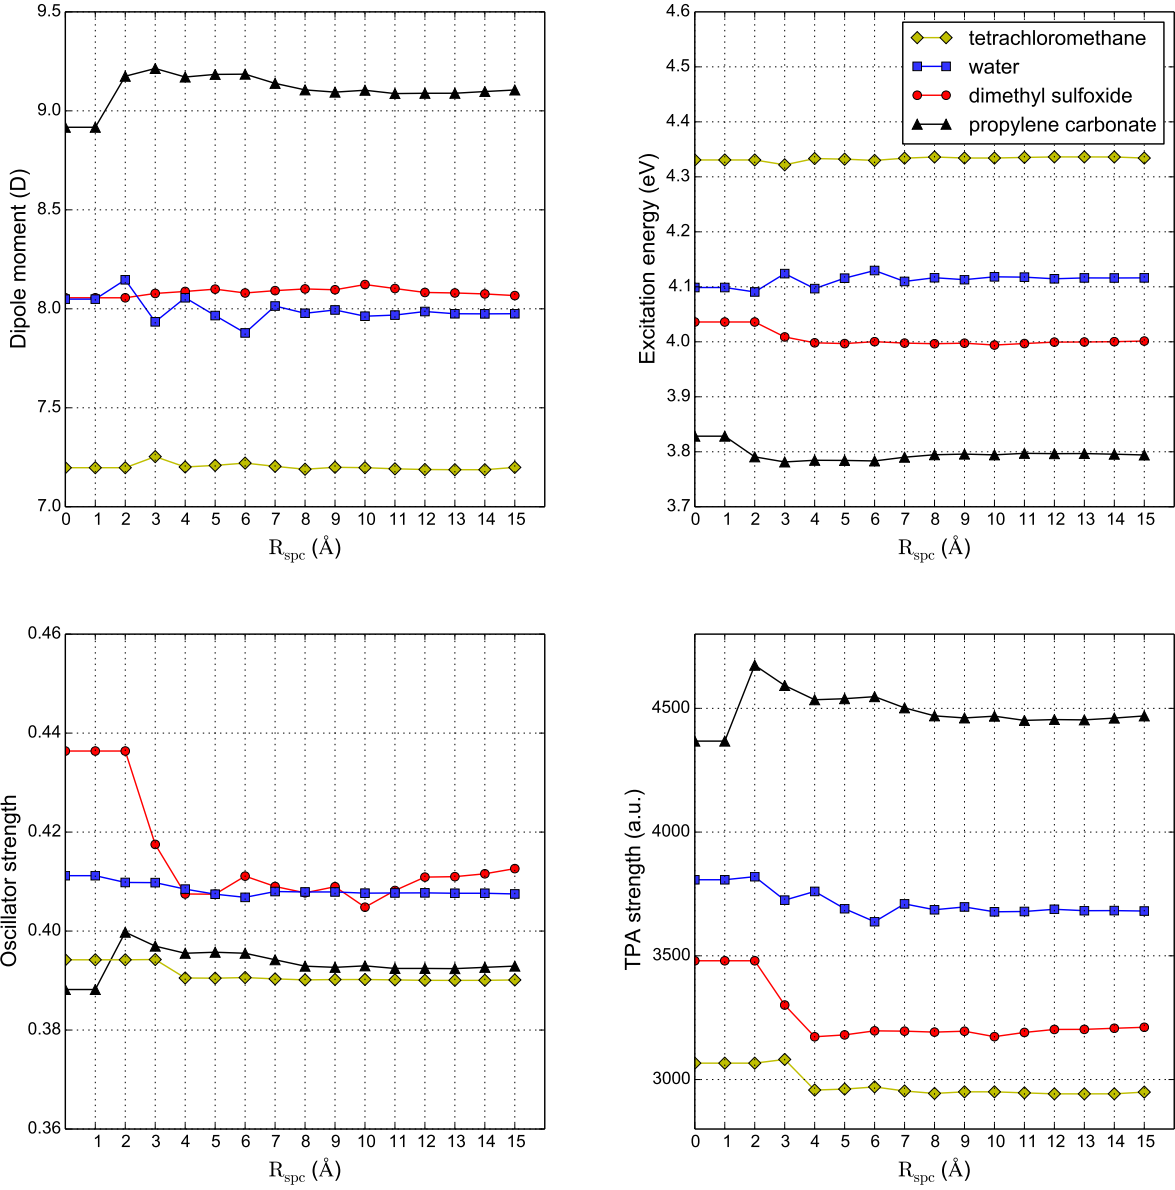 9.5
9.0
8.5
8.0
7.5
7.0
Dipole moment (D)
0 1 2 3 4 5 6 7 8 9 10 11 12 13 14 15
R_spc (Å)
4.6
4.5
4.4
4.3
4.2
4.1
4.0
3.9
3.8
3.7
Excitation energy (eV)
tetrachloromethane
water
dimethyl sulfoxide
propylene carbonate
0 1 2 3 4 5 6 7 8 9 10 11 12 13 14 15
R_spc (Å)
0.46
0.44
0.42
0.40
0.38
0.36
Oscillator strength
1 2 3 4 5 6 7 8 9 10 11 12 13 14 15
R_spc (Å)
4500
4000
3500
3000
TPA strength (a.u.)
0 1 2 3 4 5 6 7 8 9 10 11 12 13 14 15
R_spc (Å)